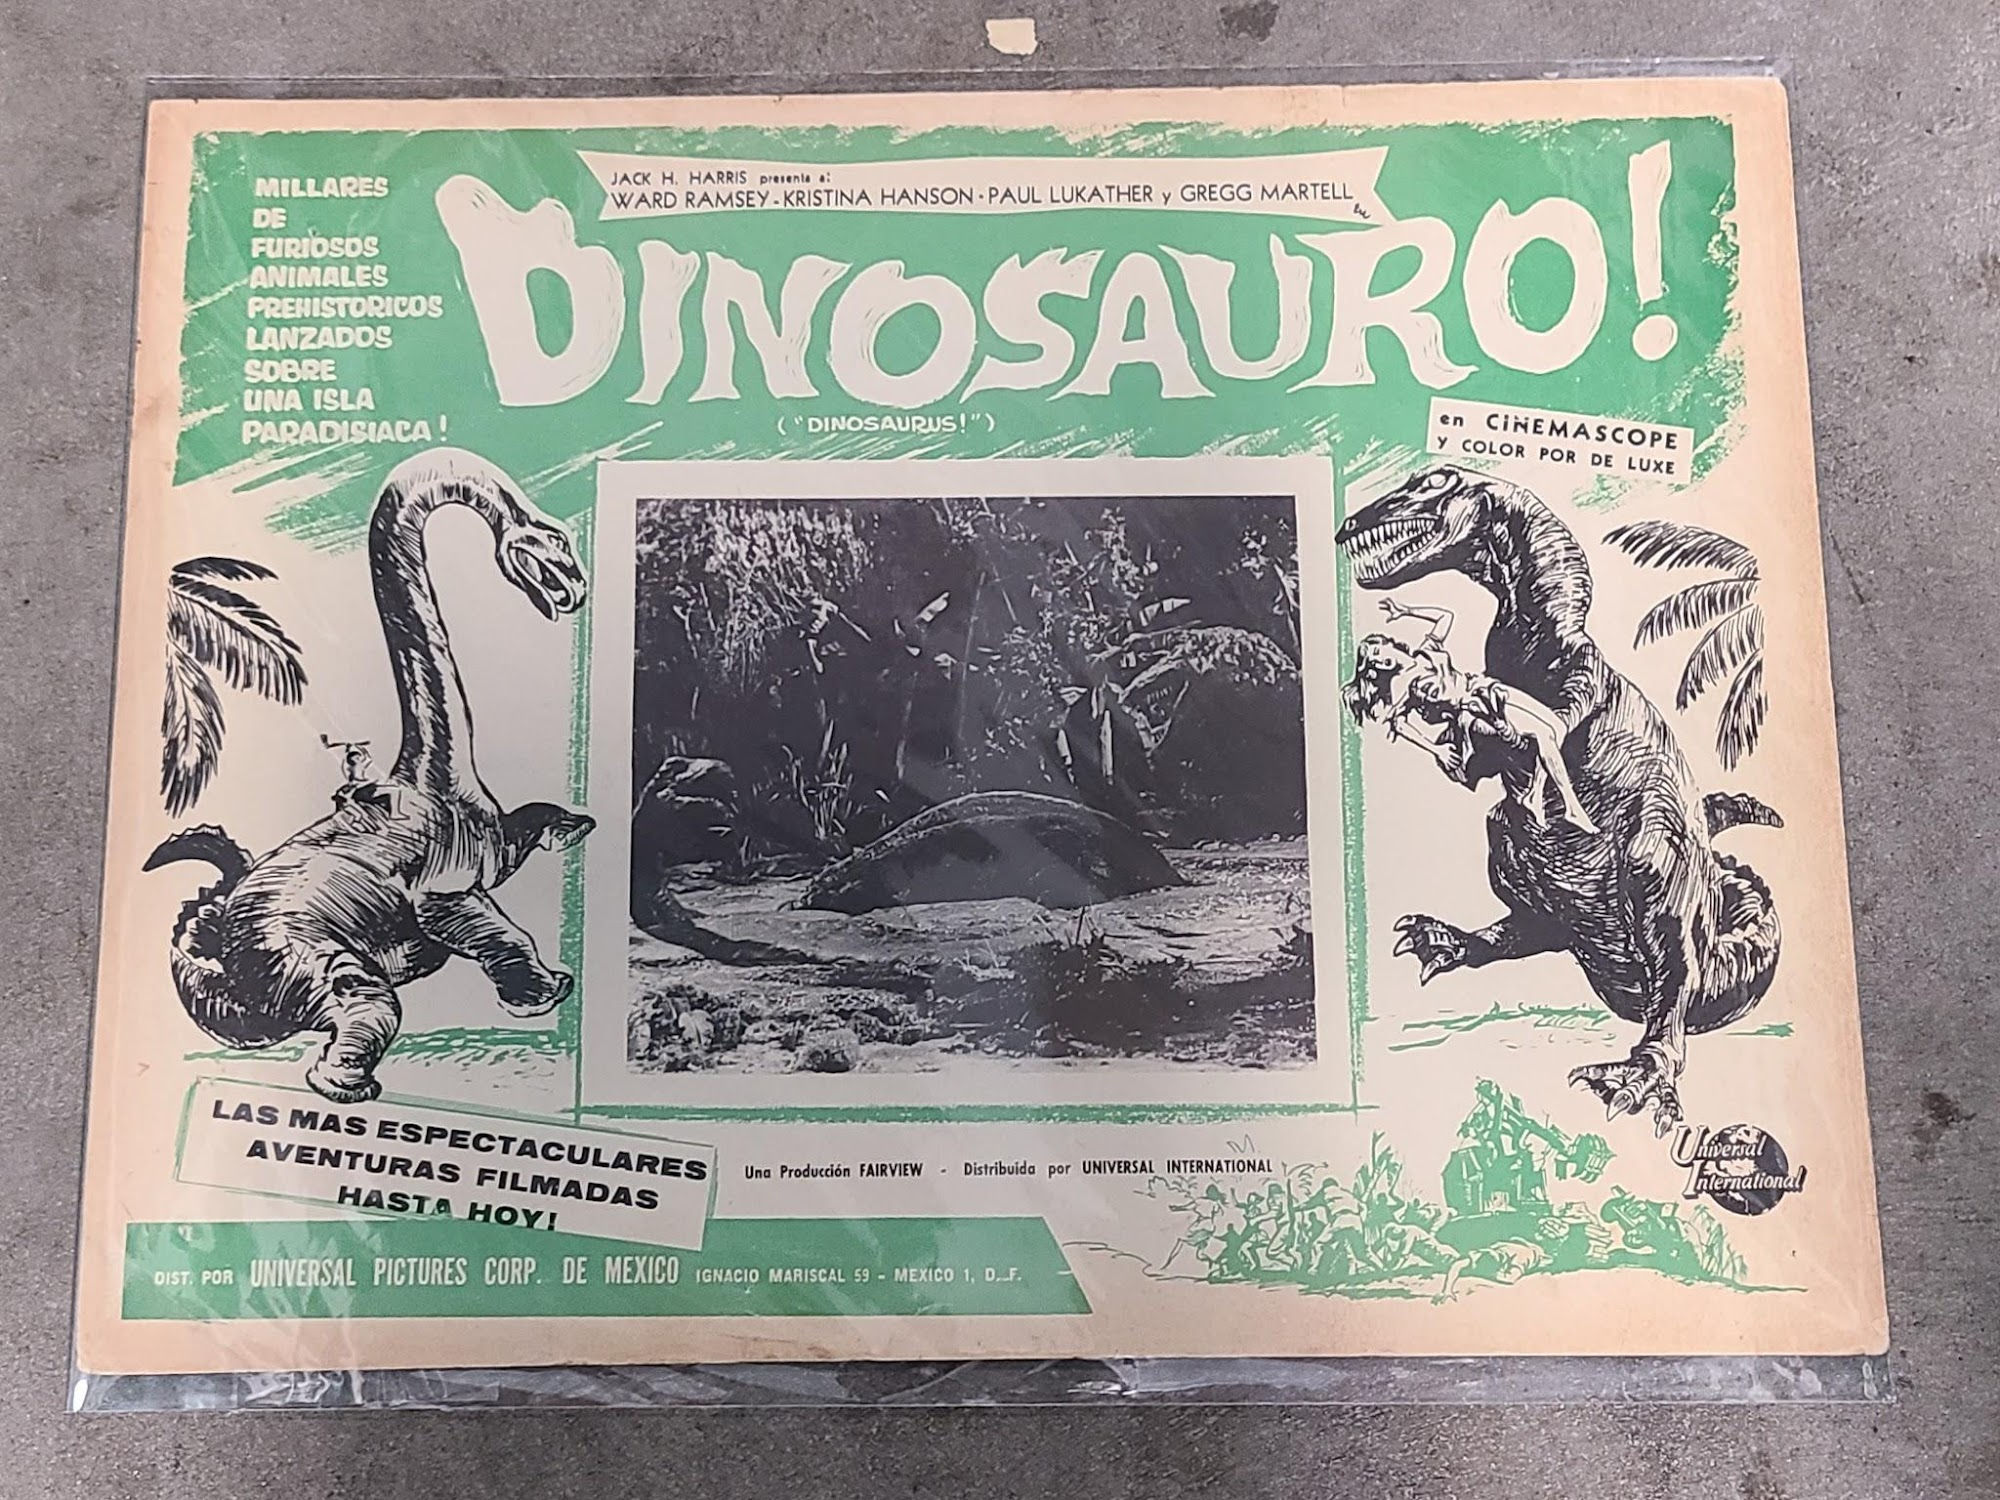 JACK H. HARRIS presenta a:
WARD RAMSEY-KRISTINA HANSON·PAUL LUKATHER y GREGG MARTELL
en
DINOSAURO!
("DINOSAURUS!")
MILLARES
DE
FURIOSOS
ANIMALES
PREHISTORICOS
LANZADOS
SOBRE
UNA ISLA
PARADISIACA!
en CINEMASCOPE
y COLOR POR DE LUXE
LAS MAS ESPECTACULARES
AVENTURAS FILMADAS
HASTA HOY!
Una Producción FAIRVIEW - Distribuida por UNIVERSAL INTERNATIONAL
Universal
International
DIST. POR UNIVERSAL PICTURES CORP. DE MEXICO IGNACIO MARISCAL 59 - MEXICO 1, D. F.